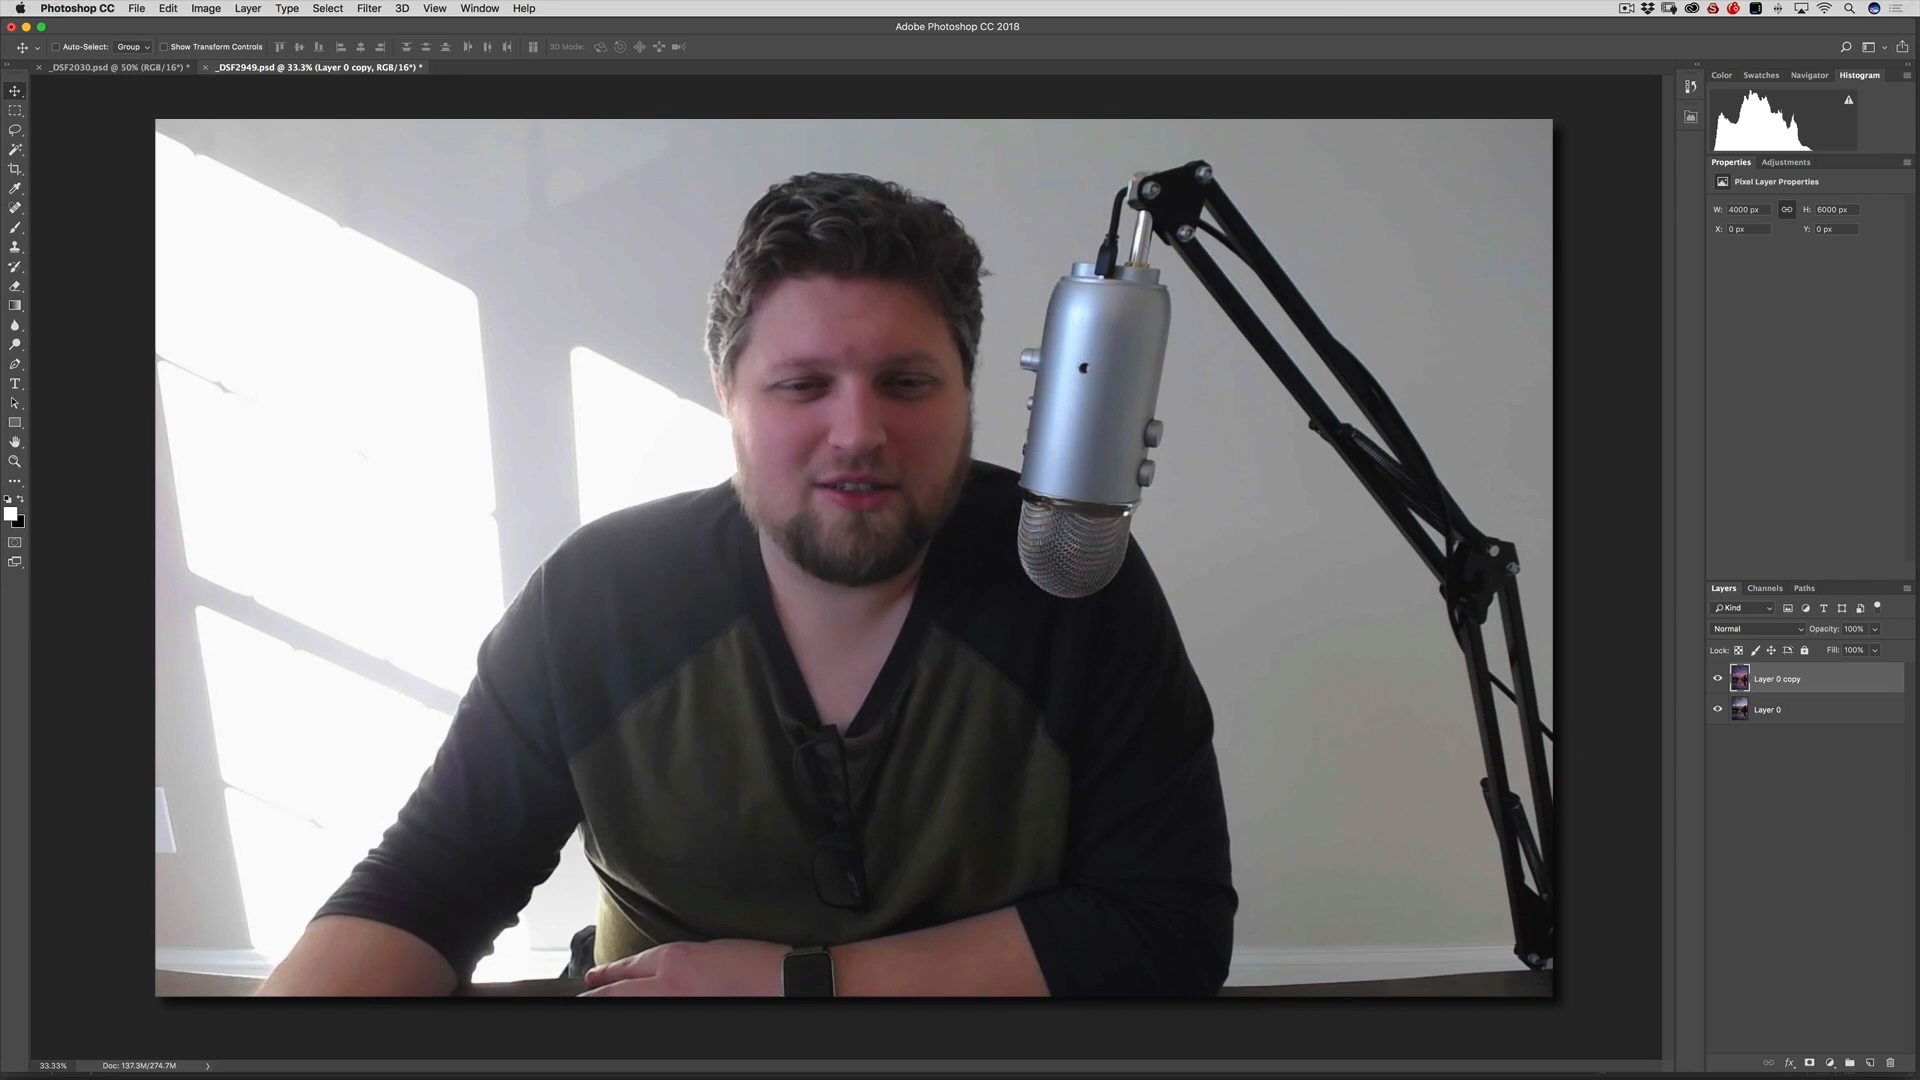 Photoshop CC File Edit Image Layer Type Select Filter 3D View Window Help
Adobe Photoshop CC 2018
Auto-Select: Group Show Transform Controls 3D Mode:
_DSF2030.psd @ 50% (RGB/16*) * _DSF2949.psd @ 33.3% (Layer 0 copy, RGB/16*) *
Color Swatches Navigator Histogram
Properties Adjustments
Pixel Layer Properties
W: 4000 px H: 6000 px
X: 0 px Y: 0 px
Layers Channels Paths
Kind
Normal Opacity: 100%
Lock: Fill: 100%
Layer 0 copy
Layer 0
33.33% Doc: 137.3M/274.7M
fx